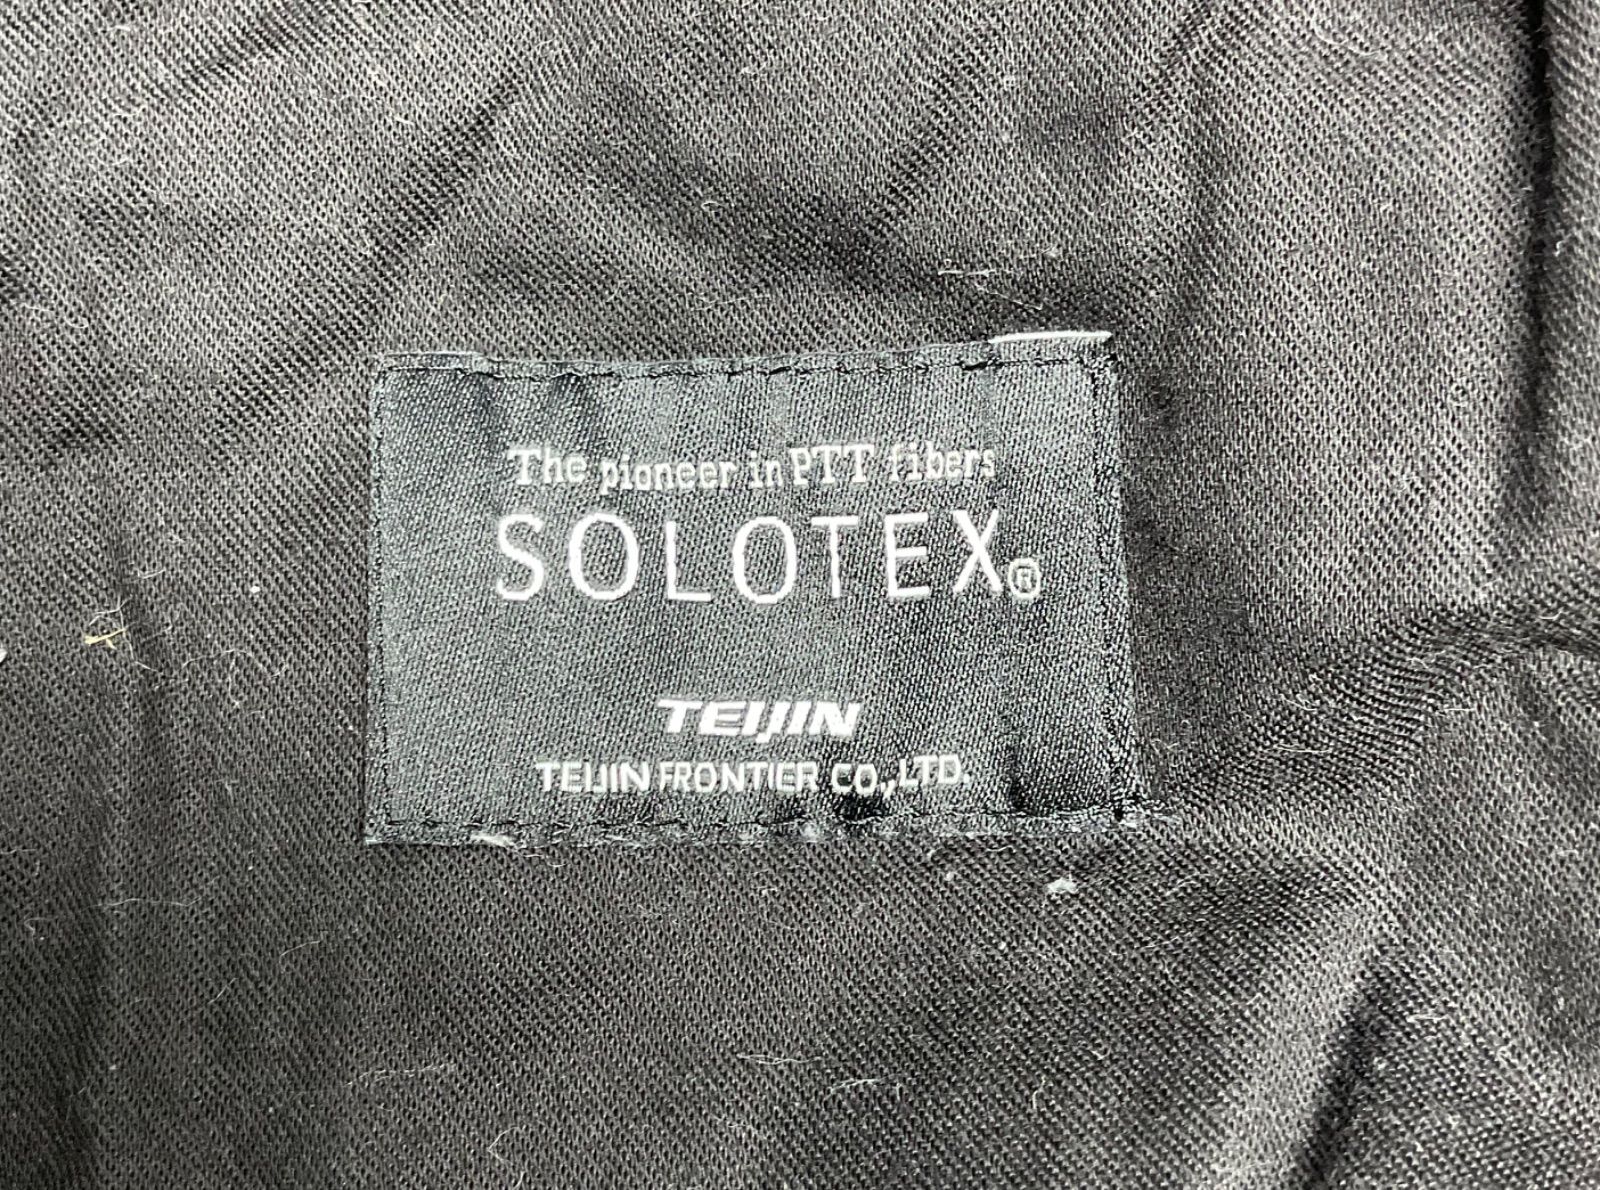 The pioneer in PTT fibers
SOLOTEX®
TEIJIN
TEIJIN FRONTIER CO.,LTD.